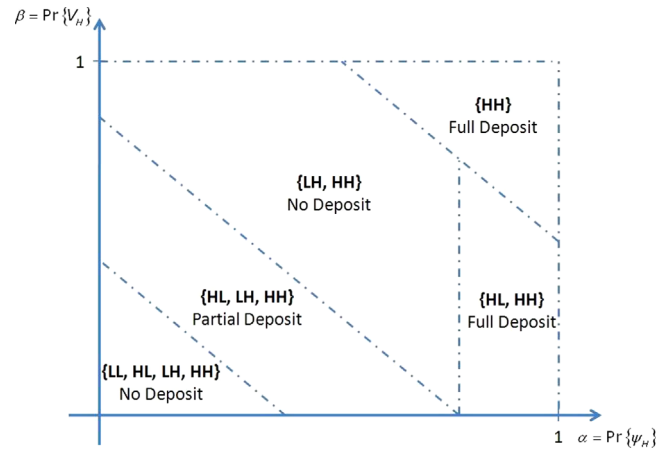 β = Pr{V_H}
1
{HH}
Full Deposit
{LH, HH}
No Deposit
{HL, LH, HH}
Partial Deposit
{HL, HH}
Full Deposit
{LL, HL, LH, HH}
No Deposit
1 α = Pr{ψ_H}